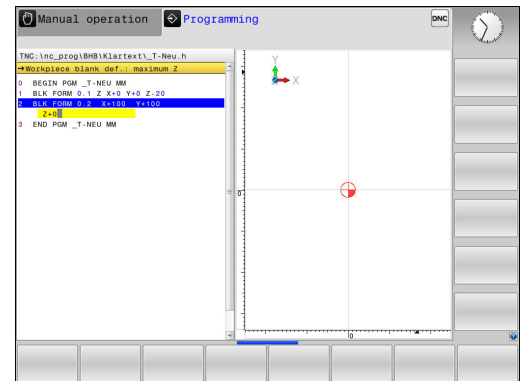 Manual operation
Programming
DNC
TNC:\nc_prog\BHB\Klartext\_T-Neu.h
→Workpiece blank def.: maximum Z
0 BEGIN PGM _T-NEU MM
1 BLK FORM 0.1 Z X+0 Y+0 Z-20
2 BLK FORM 0.2 X+100 Y+100
Z+0
3 END PGM _T-NEU MM
Y
Z X
0
0